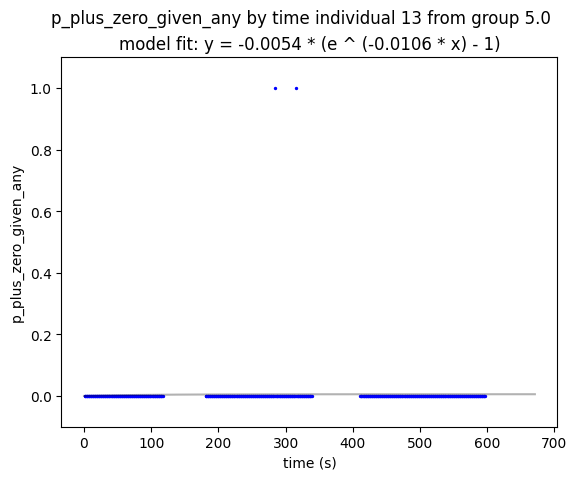 p_plus_zero_given_any by time individual 13 from group 5.0
model fit: y = -0.0054 * (e ^ (-0.0106 * x) - 1)
p_plus_zero_given_any
1.0
0.8
0.6
0.4
0.2
0.0
0 100 200 300 400 500 600 700
time (s)